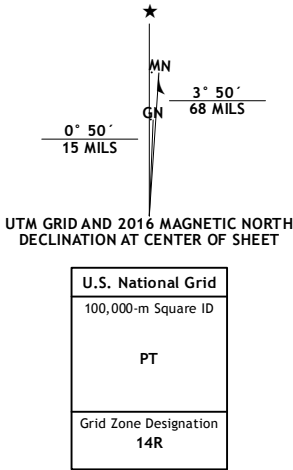 ★
MN
3° 50´
68 MILS
GN
0° 50´
15 MILS
UTM GRID AND 2016 MAGNETIC NORTH
DECLINATION AT CENTER OF SHEET
U.S. National Grid
100,000-m Square ID
PT
Grid Zone Designation
14R